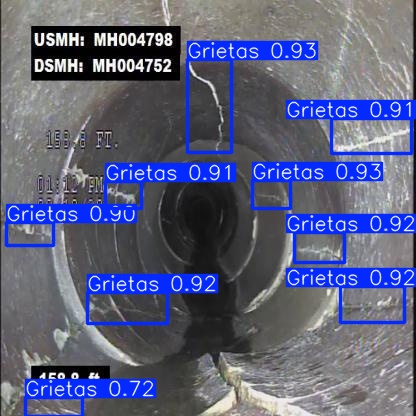 USMH: MH004798
DSMH: MH004752
Grietas 0.93
Grietas 0.91
158.8 FT.
Grietas 0.91
Grietas 0.93
01:12 PM
Grietas 0.90
Grietas 0.92
Grietas 0.92
Grietas 0.92
158.8 ft
Grietas 0.72